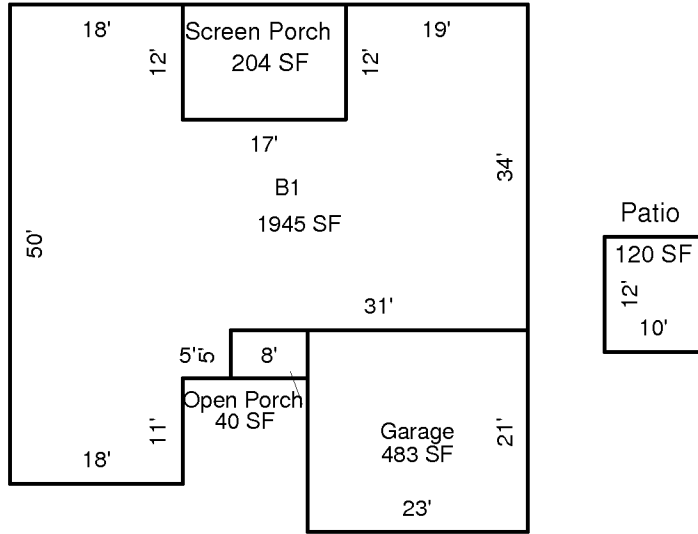 18'
Screen Porch
19'
12'
204 SF
12'
17'
B1
34'
1945 SF
50'
Patio
120 SF
12'
10'
31'
5'
5'
8'
Open Porch
40 SF
11'
Garage
483 SF
21'
18'
23'